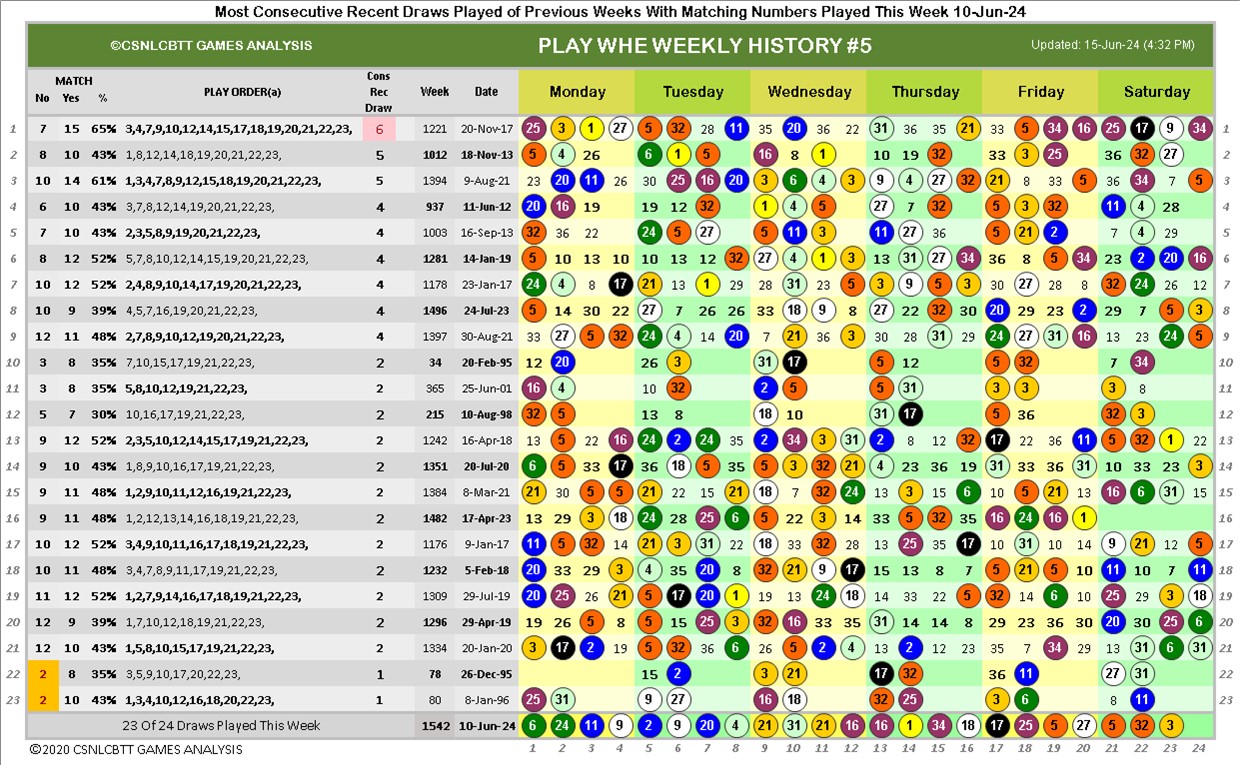 Most Consecutive Recent Draws Played of Previous Weeks With Matching Numbers Played This Week 10-Jun-24
©CSNLCBTT GAMES ANALYSIS PLAY WHE WEEKLY HISTORY #5 Updated: 15-Jun-24 (4:32 PM)
No MATCH Yes % PLAY ORDER(a) Cons Rec Draw Week Date Monday Tuesday Wednesday Thursday Friday Saturday
1 7 15 65% 3,4,7,9,10,12,14,15,17,18,19,20,21,22,23, 6 1221 20-Nov-17 25 3 1 27 5 32 28 11 35 20 36 22 31 36 35 21 33 5 34 16 25 17 9 34 1
2 8 10 43% 1,8,12,14,18,19,20,21,22,23, 5 1012 18-Nov-13 5 4 26 6 1 5 16 8 1 10 19 32 33 3 25 36 32 27 2
3 10 14 61% 1,3,4,7,8,9,12,15,18,19,20,21,22,23, 5 1394 9-Aug-21 23 20 11 26 30 25 16 20 3 6 4 3 9 4 27 32 21 8 33 5 36 34 7 5 3
4 6 10 43% 3,7,8,12,14,19,20,21,22,23, 4 937 11-Jun-12 20 16 19 19 12 32 1 4 5 27 7 32 5 3 32 11 4 28 4
5 7 10 43% 2,3,5,8,9,19,20,21,22,23, 4 1003 16-Sep-13 32 36 22 24 5 27 5 11 3 11 27 36 5 21 2 7 4 29 5
6 8 12 52% 5,7,8,10,12,14,15,19,20,21,22,23, 4 1281 14-Jan-19 5 10 13 10 10 13 12 32 27 4 1 3 13 31 27 34 36 8 5 34 23 2 20 16 6
7 10 12 52% 2,4,8,9,10,14,17,19,20,21,22,23, 4 1178 23-Jan-17 24 4 8 17 21 13 1 29 28 31 23 5 3 9 5 3 30 27 28 8 32 24 26 12 7
8 10 9 39% 4,5,7,16,19,20,21,22,23, 4 1496 24-Jul-23 5 14 30 22 27 7 26 26 33 18 9 8 27 22 32 30 20 29 23 2 29 7 5 3 8
9 12 11 48% 2,7,8,9,10,12,19,20,21,22,23, 4 1397 30-Aug-21 33 27 5 32 24 4 14 20 7 21 36 3 30 28 31 29 24 27 31 16 13 23 24 5 9
10 3 8 35% 7,10,15,17,19,21,22,23, 2 34 20-Feb-95 12 20 26 3 31 17 5 12 5 32 7 34 10
11 3 8 35% 5,8,10,12,19,21,22,23, 2 365 25-Jun-01 16 4 10 32 2 5 5 31 3 3 3 8 11
12 5 7 30% 10,16,17,19,21,22,23, 2 215 10-Aug-98 32 5 13 8 18 10 31 17 5 36 32 3 12
13 9 12 52% 2,3,5,10,12,14,15,17,19,21,22,23, 2 1242 16-Apr-18 13 5 22 16 24 2 24 35 2 34 3 31 2 8 12 32 17 22 36 11 5 32 1 22 13
14 9 10 43% 1,8,9,10,16,17,19,21,22,23, 2 1351 20-Jul-20 6 5 33 17 36 18 5 35 5 3 32 21 4 23 36 19 31 33 36 31 10 33 23 3 14
15 9 11 48% 1,2,9,10,11,12,16,19,21,22,23, 2 1384 8-Mar-21 21 30 5 5 21 22 15 21 18 7 32 24 13 3 15 6 10 5 21 13 16 6 31 15 15
16 9 11 48% 1,2,12,13,14,16,18,19,21,22,23, 2 1482 17-Apr-23 13 29 3 18 24 28 25 6 5 22 3 14 33 5 32 35 16 24 16 1 16
17 10 12 52% 3,4,9,10,11,16,17,18,19,21,22,23, 2 1176 9-Jan-17 11 5 32 14 21 3 31 22 18 33 32 28 13 25 35 17 10 31 10 14 9 21 12 5 17
18 10 11 48% 3,4,7,8,9,11,17,19,21,22,23, 2 1232 5-Feb-18 20 33 29 3 4 35 20 8 32 21 9 17 15 13 8 7 5 21 5 10 11 10 7 11 18
19 11 12 52% 1,2,7,9,14,16,17,18,19,21,22,23, 2 1309 29-Jul-19 20 25 26 21 5 17 20 1 19 13 24 18 14 33 22 5 32 14 6 10 25 29 3 18 19
20 12 9 39% 1,7,10,12,18,19,21,22,23, 2 1296 29-Apr-19 19 26 5 8 5 15 25 3 32 16 33 35 31 14 14 8 29 23 36 30 20 30 25 6 20
21 12 10 43% 1,5,8,10,15,17,19,21,22,23, 2 1334 20-Jan-20 3 17 2 19 5 32 36 6 26 5 11 4 13 2 12 13 35 7 34 29 13 31 6 31 21
22 2 8 35% 3,5,9,10,17,20,22,23, 1 78 26-Dec-95 15 2 3 21 17 32 36 11 27 31 22
23 2 10 43% 1,3,4,10,12,16,18,20,22,23, 1 80 8-Jan-96 25 31 9 27 16 18 32 25 3 6 8 11 23
23 Of 24 Draws Played This Week 1542 10-Jun-24 6 24 11 9 2 9 20 4 21 31 21 16 16 1 34 18 17 25 5 27 5 32 3
©2020 CSNLCBTT GAMES ANALYSIS 1 2 3 4 5 6 7 8 9 10 11 12 13 14 15 16 17 18 19 20 21 22 23 24